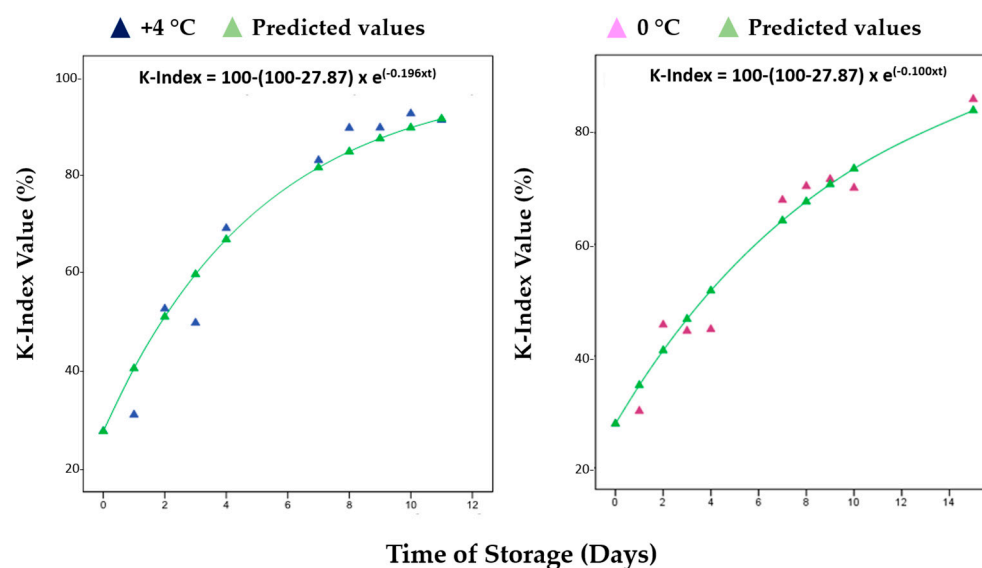 +4 °C Predicted values
0 °C Predicted values
K-Index = 100-(100-27.87) x e(-0.196xt)
K-Index = 100-(100-27.87) x e(-0.100xt)
K-Index Value (%)
100
80
60
40
20
0 2 4 6 8 10 12
K-Index Value (%)
80
60
40
20
0 2 4 6 8 10 12 14
Time of Storage (Days)